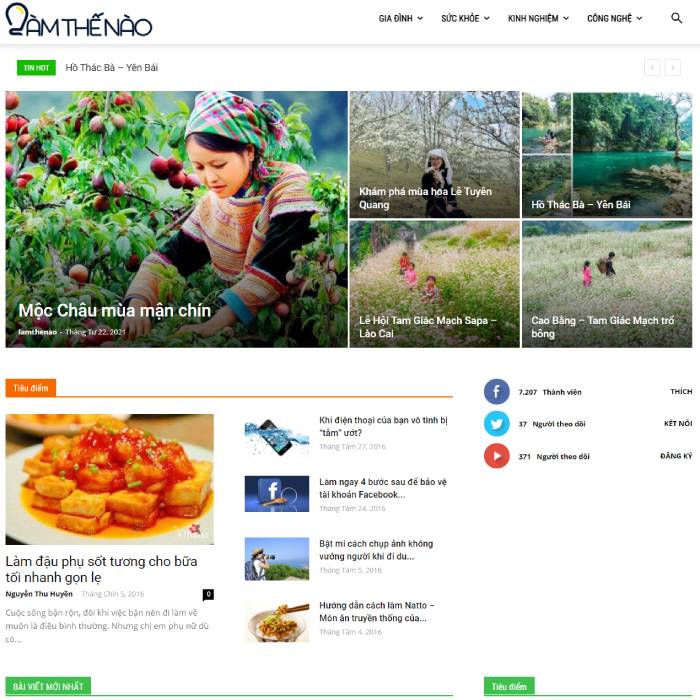 LÀM THẾ NÀO
GIA ĐÌNH
SỨC KHỎE
KINH NGHIỆM
CÔNG NGHỆ
TIN HOT
Hồ Thác Bà – Yên Bái
Mộc Châu mùa mận chín
lamthenao - Tháng Tư 22, 2021
Khám phá mùa hoa Lê Tuyên
Quang
Hồ Thác Bà – Yên Bái
Lễ Hội Tam Giác Mạch Sapa –
Lào Cai
Cao Bằng – Tam Giác Mạch trổ
bông
Tiêu điểm
Làm đậu phụ sốt tương cho bữa
tối nhanh gọn lẹ
Nguyễn Thu Huyền - Tháng Chín 5, 2016
0
Cuộc sống bận rộn, đôi khi việc bạn nên đi làm về
muộn là điều bình thường. Nhưng chị em phụ nữ dù
có...
Khi điện thoại của bạn vô tình bị
“tắm” ướt?
Tháng Tám 27, 2016
Làm ngay 4 bước sau để bảo vệ
tài khoản Facebook...
Tháng Tám 24, 2016
Bật mí cách chụp ảnh không
vướng người khi đi du...
Tháng Tám 5, 2016
Hướng dẫn cách làm Natto –
Món ăn truyền thống của...
Tháng Tám 4, 2016
7,207 Thành viên
THÍCH
37 Người theo dõi
KẾT NỐI
371 Người theo dõi
ĐĂNG KÝ
BÀI VIẾT MỚI NHẤT
Tiêu điểm